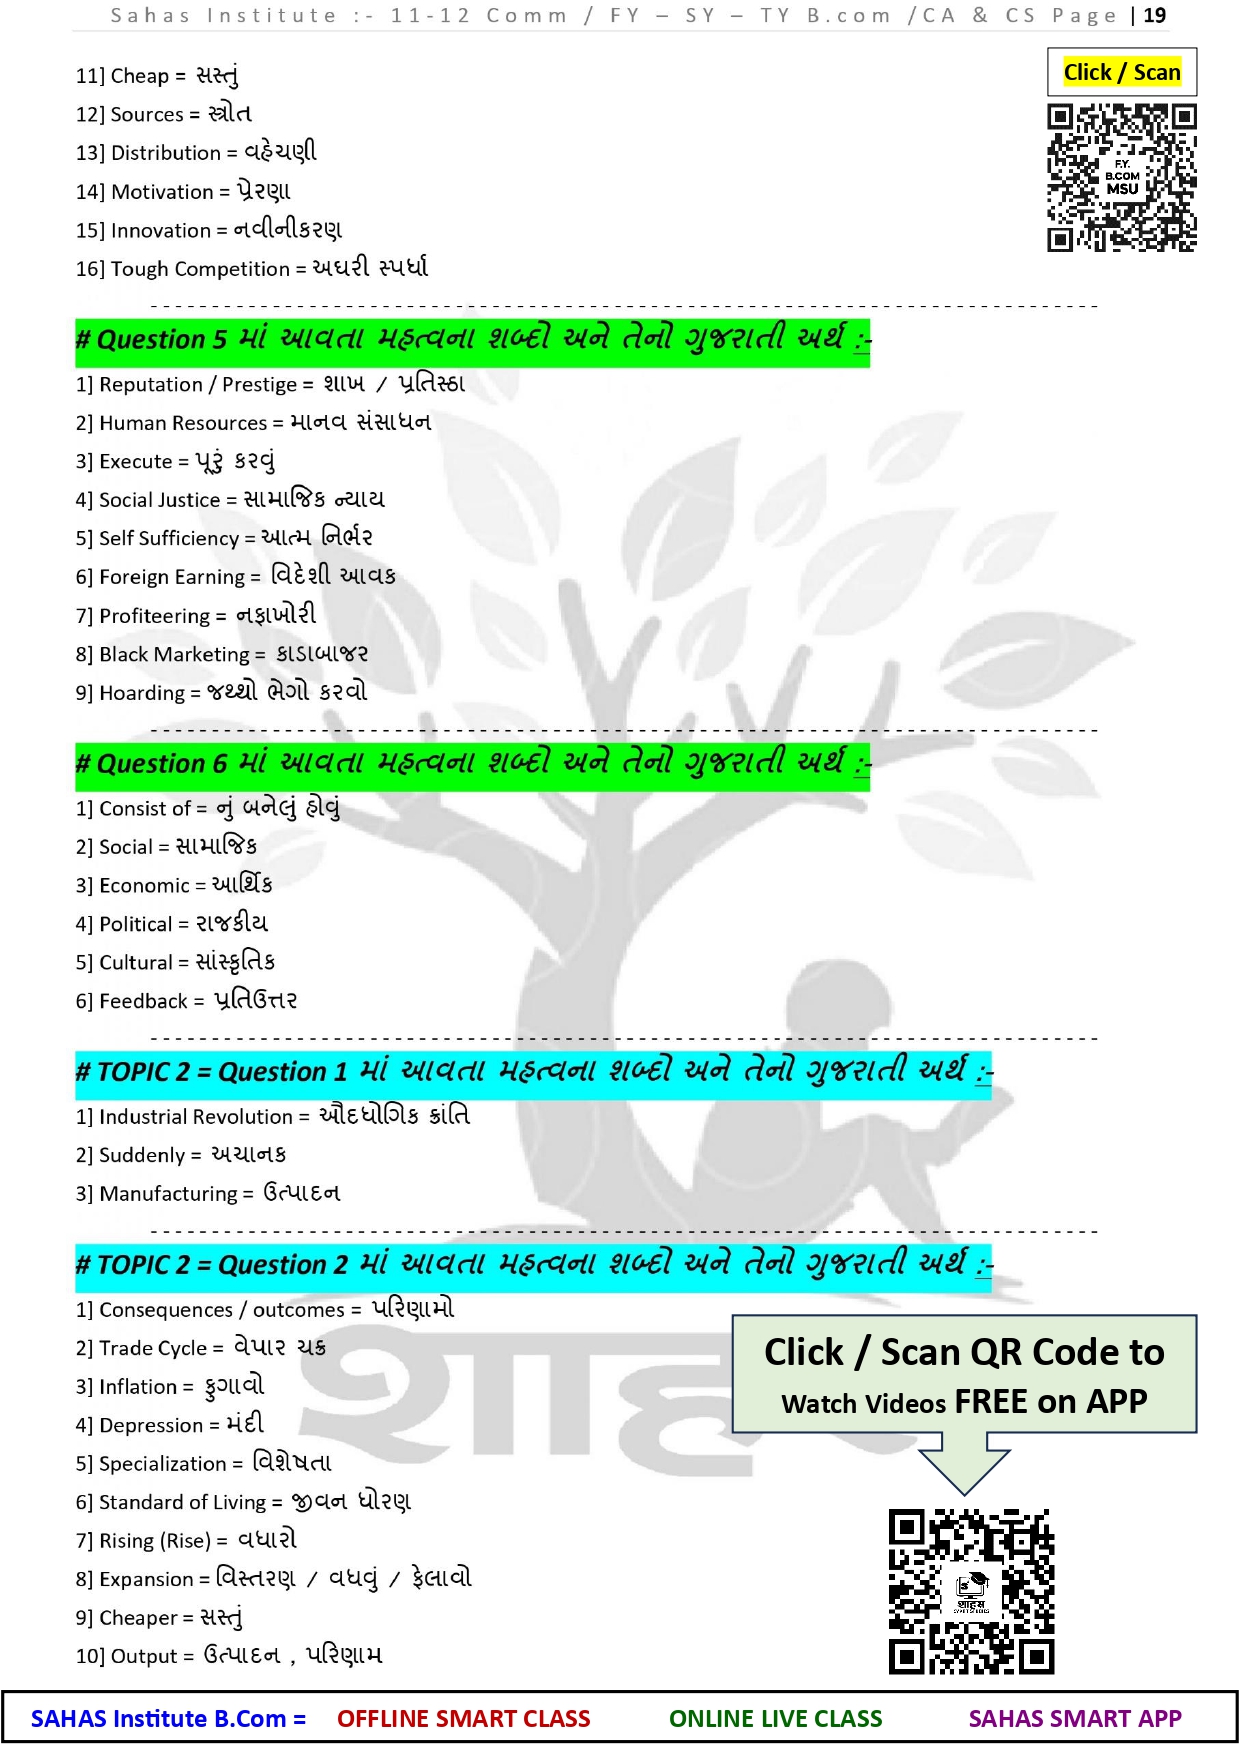 Sahas Institute :- 11-12 Comm / FY – SY – TY B.com /CA & CS Page | 19
Click / Scan
11] Cheap = સસ્તું
12] Sources = સ્ત્રોત
13] Distribution = વહેચણી
14] Motivation = પ્રેરણા
F.Y.
B.COM
MSU
15] Innovation = નવીનીકરણ
16] Tough Competition = અઘરી સ્પર્ધા
# Question 5 માં આવતા મહત્વના શબ્દો અને તેનો ગુજરાતી અર્થ :-
1] Reputation / Prestige = શાખ / પ્રતિસ્ઠા
2] Human Resources = માનવ સંસાધન
3] Execute = પૂરું કરવું
4] Social Justice = સામાજિક ન્યાય
5] Self Sufficiency = આત્મ નિર્ભર
6] Foreign Earning = વિદેશી આવક
7] Profiteering = નફાખોરી
8] Black Marketing = કાડાબાજર
9] Hoarding = જથ્થો ભેગો કરવો
# Question 6 માં આવતા મહત્વના શબ્દો અને તેનો ગુજરાતી અર્થ :-
1] Consist of = નું બનેલું હોવું
2] Social = સામાજિક
3] Economic = આર્થિક
4] Political = રાજકીય
5] Cultural = સાંસ્કૃતિક
6] Feedback = પ્રતિઉત્તર
# TOPIC 2 = Question 1 માં આવતા મહત્વના શબ્દો અને તેનો ગુજરાતી અર્થ :-
1] Industrial Revolution = ઔદધોગિક ક્રાંતિ
2] Suddenly = અચાનક
3] Manufacturing = ઉત્પાદન
# TOPIC 2 = Question 2 માં આવતા મહત્વના શબ્દો અને તેનો ગુજરાતી અર્થ :-
1] Consequences / outcomes = પરિણામો
2] Trade Cycle = વેપાર ચક્ર
3] Inflation = ફુગાવો
4] Depression = મંદી
5] Specialization = વિશેષતા
6] Standard of Living = જીવન ધોરણ
7] Rising (Rise) = વધારો
8] Expansion = વિસ્તરણ / વધવું / ફેલાવો
9] Cheaper = સસ્તું
10] Output = ઉત્પાદન , પરિણામ
Click / Scan QR Code to
Watch Videos FREE on APP
शाहस
SAHAS Institute B.Com = OFFLINE SMART CLASS ONLINE LIVE CLASS SAHAS SMART APP